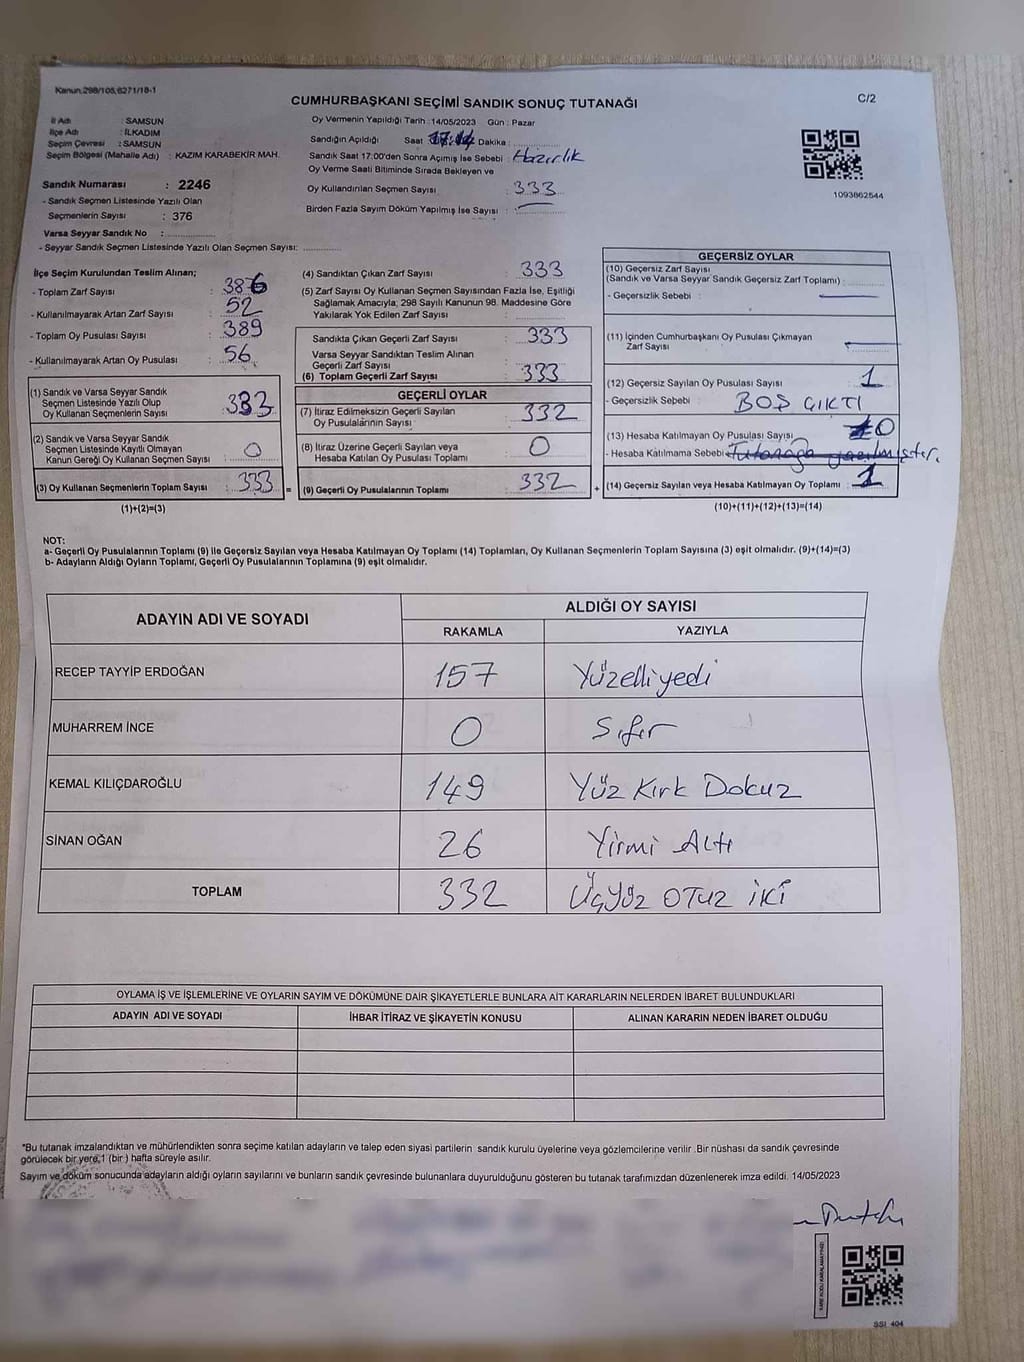 Kanun.298/105,6271/18-1
CUMHURBAŞKANI SEÇİMİ SANDIK SONUÇ TUTANAĞI
C/2
İl Adı : SAMSUN
İlçe Adı : İLKADIM
Seçim Çevresi : SAMSUN
Seçim Bölgesi (Mahalle Adı) : KAZIM KARABEKİR MAH.
Sandık Numarası : 2246
- Sandık Seçmen Listesinde Yazılı Olan
Seçmenlerin Sayısı : 376
Varsa Seyyar Sandık No :
- Seyyar Sandık Seçmen Listesinde Yazılı Olan Seçmen Sayısı:
Oy Vermenin Yapıldığı Tarih :14/05/2023 Gün : Pazar
Sandığın Açıldığı Saat Dakika :
Sandık Saat 17:00'den Sonra Açımış İse Sebebi : Hazırlık
Oy Verme Saati Bitiminde Sırada Bekleyen ve
Oy Kullandırılan Seçmen Sayısı : 333
Birden Fazla Sayım Döküm Yapılmış İse Sayısı :
1093862544
İlçe Seçim Kurulundan Teslim Alınan;
- Toplam Zarf Sayısı : 386
- Kullanılmayarak Artan Zarf Sayısı : 52
- Toplam Oy Pusulası Sayısı : 389
- Kullanılmayarak Artan Oy Pusulası : 56
(1) Sandık ve Varsa Seyyar Sandık
Seçmen Listesinde Yazılı Olup
Oy Kullanan Seçmenlerin Sayısı : 333
(2) Sandık ve Varsa Seyyar Sandık
Seçmen Listesinde Kayıtlı Olmayan
Kanun Gereği Oy Kullanan Seçmen Sayısı : 0
(3) Oy Kullanan Seçmenlerin Toplam Sayısı : 333 =
(1)+(2)=(3)
(4) Sandıktan Çıkan Zarf Sayısı : 333
(5) Zarf Sayısı Oy Kullanan Seçmen Sayısından Fazla İse, Eşitliği
Sağlamak Amacıyla; 298 Sayılı Kanunun 98. Maddesine Göre
Yakılarak Yok Edilen Zarf Sayısı :
Sandıkta Çıkan Geçerli Zarf Sayısı : 333
Varsa Seyyar Sandıktan Teslim Alınan
Geçerli Zarf Sayısı :
(6) Toplam Geçerli Zarf Sayısı : 333
GEÇERLİ OYLAR
(7) İtiraz Edilmeksizin Geçerli Sayılan
Oy Pusulalarının Sayısı : 332
(8) İtiraz Üzerine Geçerli Sayılan veya
Hesaba Katılan Oy Pusulası Toplamı : 0
(9) Geçerli Oy Pusulalarının Toplamı : 332 +
GEÇERSİZ OYLAR
(10) Geçersiz Zarf Sayısı
(Sandık ve Varsa Seyyar Sandık Geçersiz Zarf Toplamı) :
- Geçersizlik Sebebi :
(11) İçinden Cumhurbaşkanı Oy Pusulası Çıkmayan
Zarf Sayısı :
(12) Geçersiz Sayılan Oy Pusulası Sayısı : 1
- Geçersizlik Sebebi : BOŞ ÇIKTI
(13) Hesaba Katılmayan Oy Pusulası Sayısı : 0
- Hesaba Katılmama Sebebi : Tutanağa yazılmıştır.
(14) Geçersiz Sayılan veya Hesaba Katılmayan Oy Toplamı : 1
(10)+(11)+(12)+(13)=(14)
NOT:
a- Geçerli Oy Pusulalarının Toplamı (9) ile Geçersiz Sayılan veya Hesaba Katılmayan Oy Toplamı (14) Toplamları, Oy Kullanan Seçmenlerin Toplam Sayısına (3) eşit olmalıdır. (9)+(14)=(3)
b- Adayların Aldığı Oyların Toplamı, Geçerli Oy Pusulalarının Toplamına (9) eşit olmalıdır.
ADAYIN ADI VE SOYADI ALDIĞI OY SAYISI
RAKAMLA YAZIYLA
RECEP TAYYİP ERDOĞAN 157 Yüzelliyedi
MUHARREM İNCE 0 Sıfır
KEMAL KILIÇDAROĞLU 149 Yüz Kırk Dokuz
SİNAN OĞAN 26 Yirmi Altı
TOPLAM 332 Üçyüz OTUZ İKİ
OYLAMA İŞ VE İŞLEMLERİNE VE OYLARIN SAYIM VE DÖKÜMÜNE DAİR ŞİKAYETLERLE BUNLARA AİT KARARLARIN NELERDEN İBARET BULUNDUKLARI
ADAYIN ADI VE SOYADI İHBAR İTİRAZ VE ŞİKAYETİN KONUSU ALINAN KARARIN NEDEN İBARET OLDUĞU
*Bu tutanak imzalandıktan ve mühürlendikten sonra seçime katılan adayların ve talep eden siyasi partilerin sandık kurulu üyelerine veya gözlemcilerine verilir .Bir nüshası da sandık çevresinde
görülecek bir yere,1 (bir ) hafta süreyle asılır.
Sayım ve döküm sonucunda adayların aldığı oyların sayılarını ve bunların sandık çevresinde bulunanlara duyurulduğunu gösteren bu tutanak tarafımızdan düzenlenerek imza edildi. 14/05/2023
KARE KODU KARALAMAYINIZ!
SSİ_404